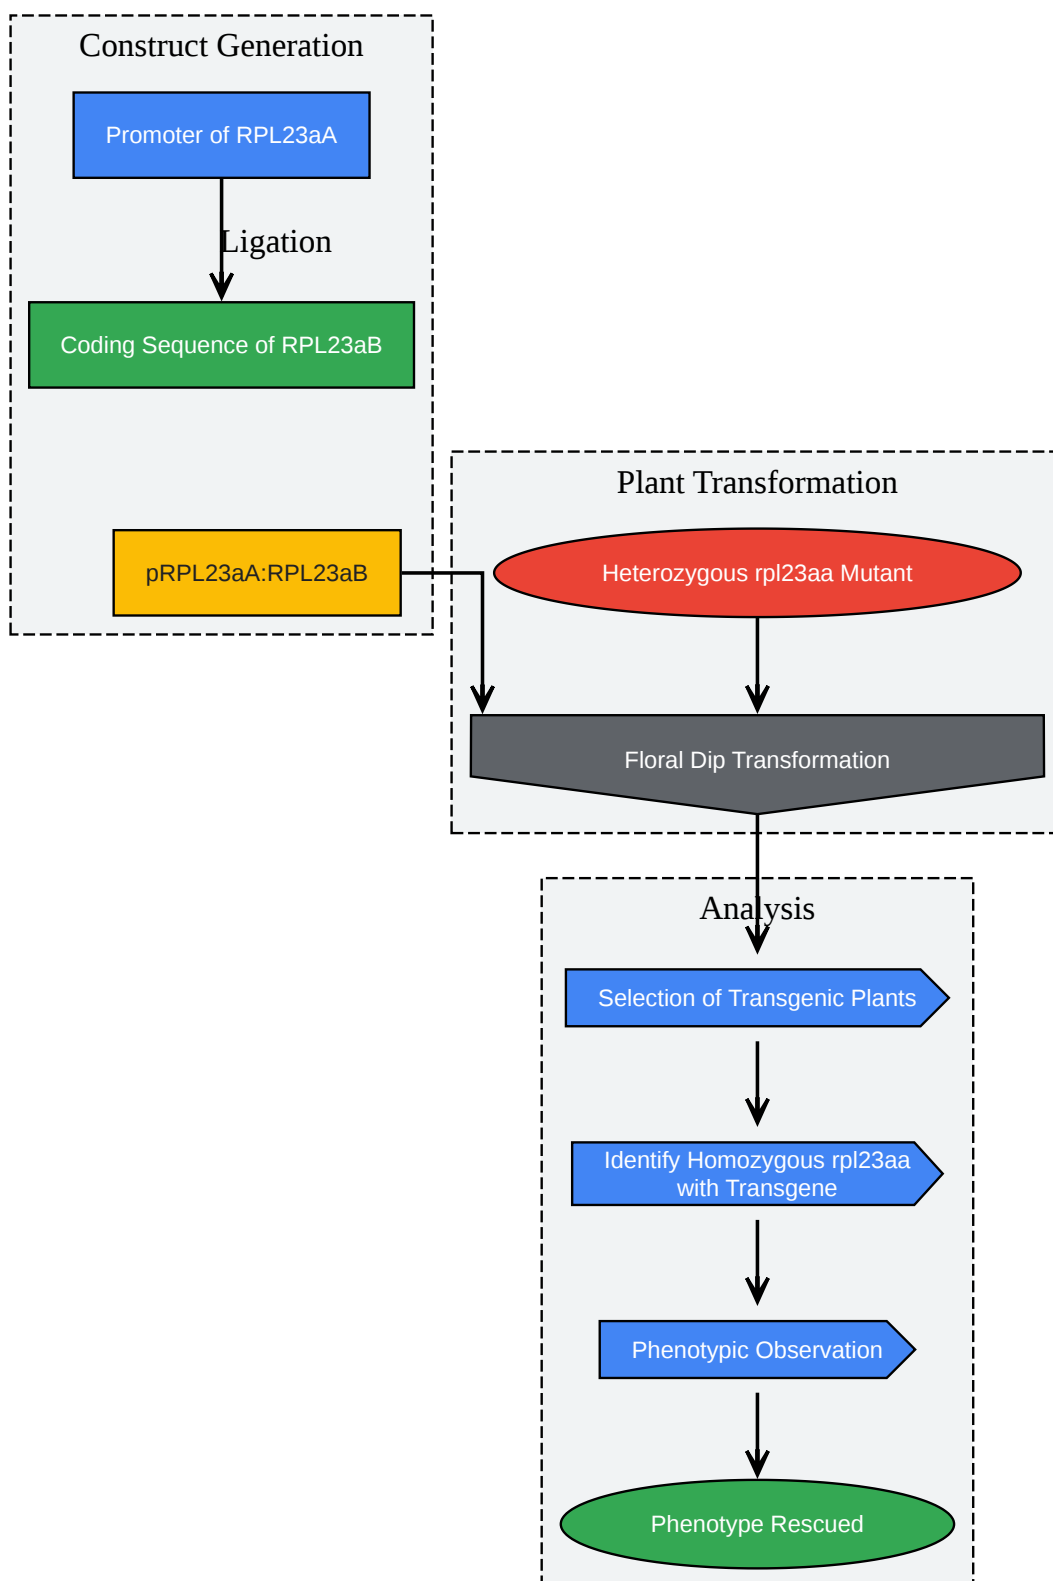 Construct Generation
Promoter of RPL23aA
Ligation
Coding Sequence of RPL23aB
pRPL23aA:RPL23aB
Plant Transformation
Heterozygous rpl23aa Mutant
Floral Dip Transformation
Analysis
Selection of Transgenic Plants
Identify Homozygous rpl23aa
with Transgene
Phenotypic Observation
Phenotype Rescued